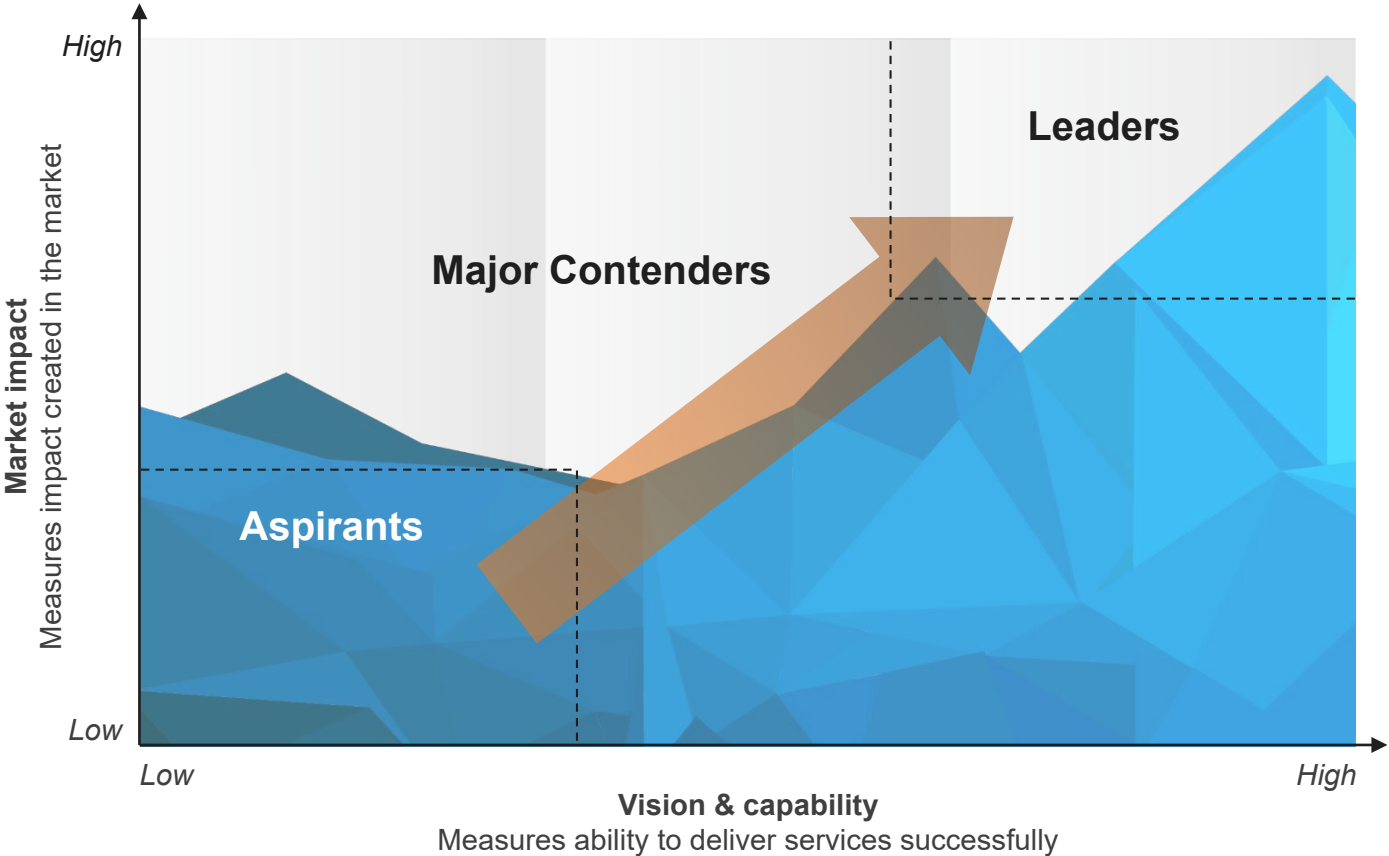 High
Leaders
Major Contenders
Market impact
Measures impact created in the market
Aspirants
Low
Low
High
Vision & capability
Measures ability to deliver services successfully